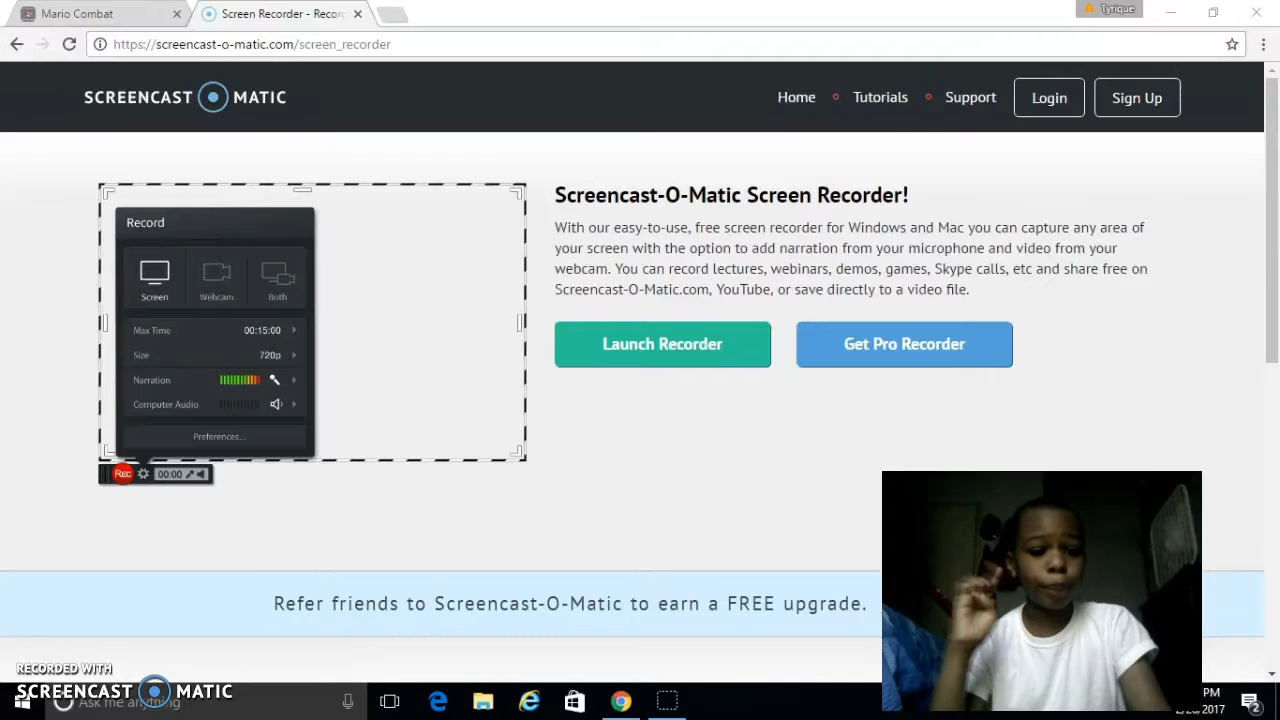 Mario Combat
Screen Recorder - Recor
Tyrique
https://screencast-o-matic.com/screen_recorder
SCREENCAST MATIC
Home
Tutorials
Support
Login
Sign Up
Record
Screen
Webcam
Both
Max Time 00:15:00
Size 720p
Narration
Computer Audio
Preferences...
REC 00:00
Screencast-O-Matic Screen Recorder!
With our easy-to-use, free screen recorder for Windows and Mac you can capture any area of
your screen with the option to add narration from your microphone and video from your
webcam. You can record lectures, webinars, demos, games, Skype calls, etc and share free on
Screencast-O-Matic.com, YouTube, or save directly to a video file.
Launch Recorder
Get Pro Recorder
Refer friends to Screencast-O-Matic to earn a FREE upgrade.
RECORDED WITH
SCREENCAST MATIC
Ask me anything
PM
2